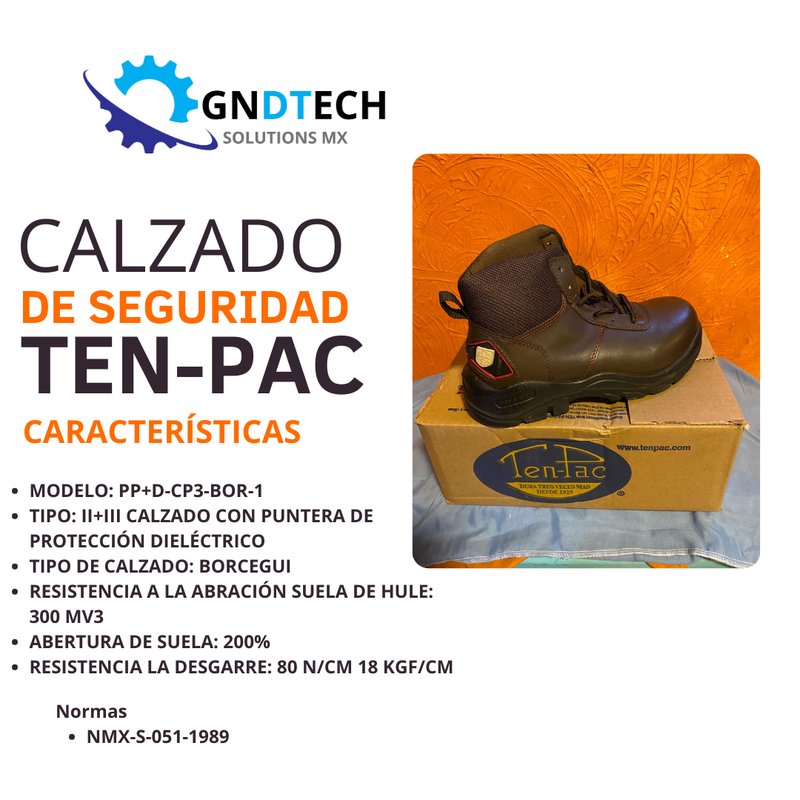 GNDTECH
SOLUTIONS MX
CALZADO
DE SEGURIDAD
TEN-PAC
CARACTERÍSTICAS
• MODELO: PP+D-CP3-BOR-1
• TIPO: II+III CALZADO CON PUNTERA DE
PROTECCIÓN DIELÉCTRICO
• TIPO DE CALZADO: BORCEGUI
• RESISTENCIA A LA ABRACIÓN SUELA DE HULE:
300 MV3
• ABERTURA DE SUELA: 200%
• RESISTENCIA LA DESGARRE: 80 N/CM 18 KGF/CM
Normas
• NMX-S-051-1989
www.tenpac.com
Ten-Pac
DURA TRES VECES MAS
DESDE 1925
®